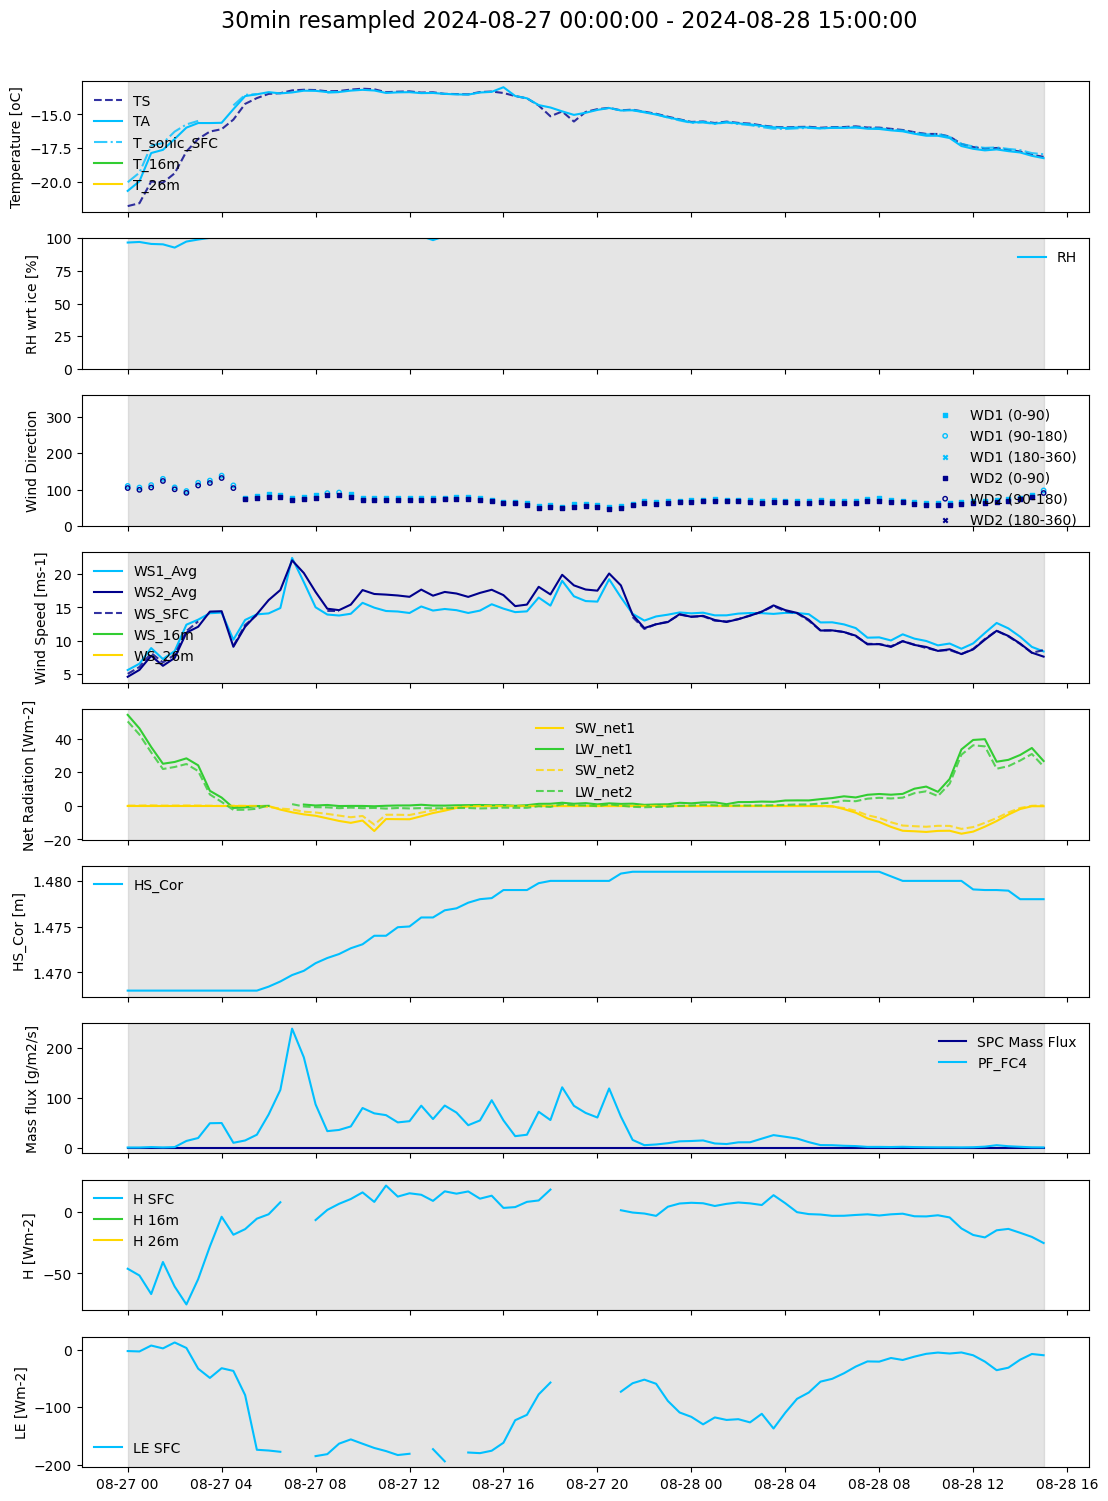 30min resampled 2024-08-27 00:00:00 - 2024-08-28 15:00:00
Temperature [oC]
−15.0
−17.5
−20.0
TS
TA
T_sonic_SFC
T_16m
T_26m
RH wrt ice [%]
100
75
50
25
0
RH
Wind Direction
300
200
100
0
WD1 (0-90)
WD1 (90-180)
WD1 (180-360)
WD2 (0-90)
WD2 (90-180)
WD2 (180-360)
Wind Speed [ms-1]
20
15
10
5
WS1_Avg
WS2_Avg
WS_SFC
WS_16m
WS_26m
Net Radiation [Wm-2]
40
20
0
−20
SW_net1
LW_net1
SW_net2
LW_net2
HS_Cor [m]
1.480
1.475
1.470
HS_Cor
Mass flux [g/m2/s]
200
100
0
SPC Mass Flux
PF_FC4
H [Wm-2]
0
−50
H SFC
H 16m
H 26m
LE [Wm-2]
0
−100
−200
LE SFC
08-27 00
08-27 04
08-27 08
08-27 12
08-27 16
08-27 20
08-28 00
08-28 04
08-28 08
08-28 12
08-28 16